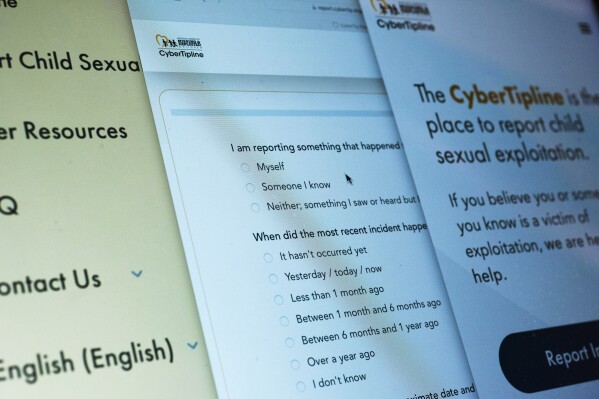 rt Child Sexua
er Resources
Q
ontact Us
English (English)
CyberTipline
I am reporting something that happened
Myself
Someone I know
Neither; something I saw or heard but
When did the most recent incident happe
It hasn't occurred yet
Yesterday / today / now
Less than 1 month ago
Between 1 month and 6 months ago
Between 6 months and 1 year ago
Over a year ago
I don't know
oximate date and
CyberTipline
The CyberTipline is the
place to report child
sexual exploitation.
If you believe you or some
you know is a victim of
exploitation, we are he
help.
Report In